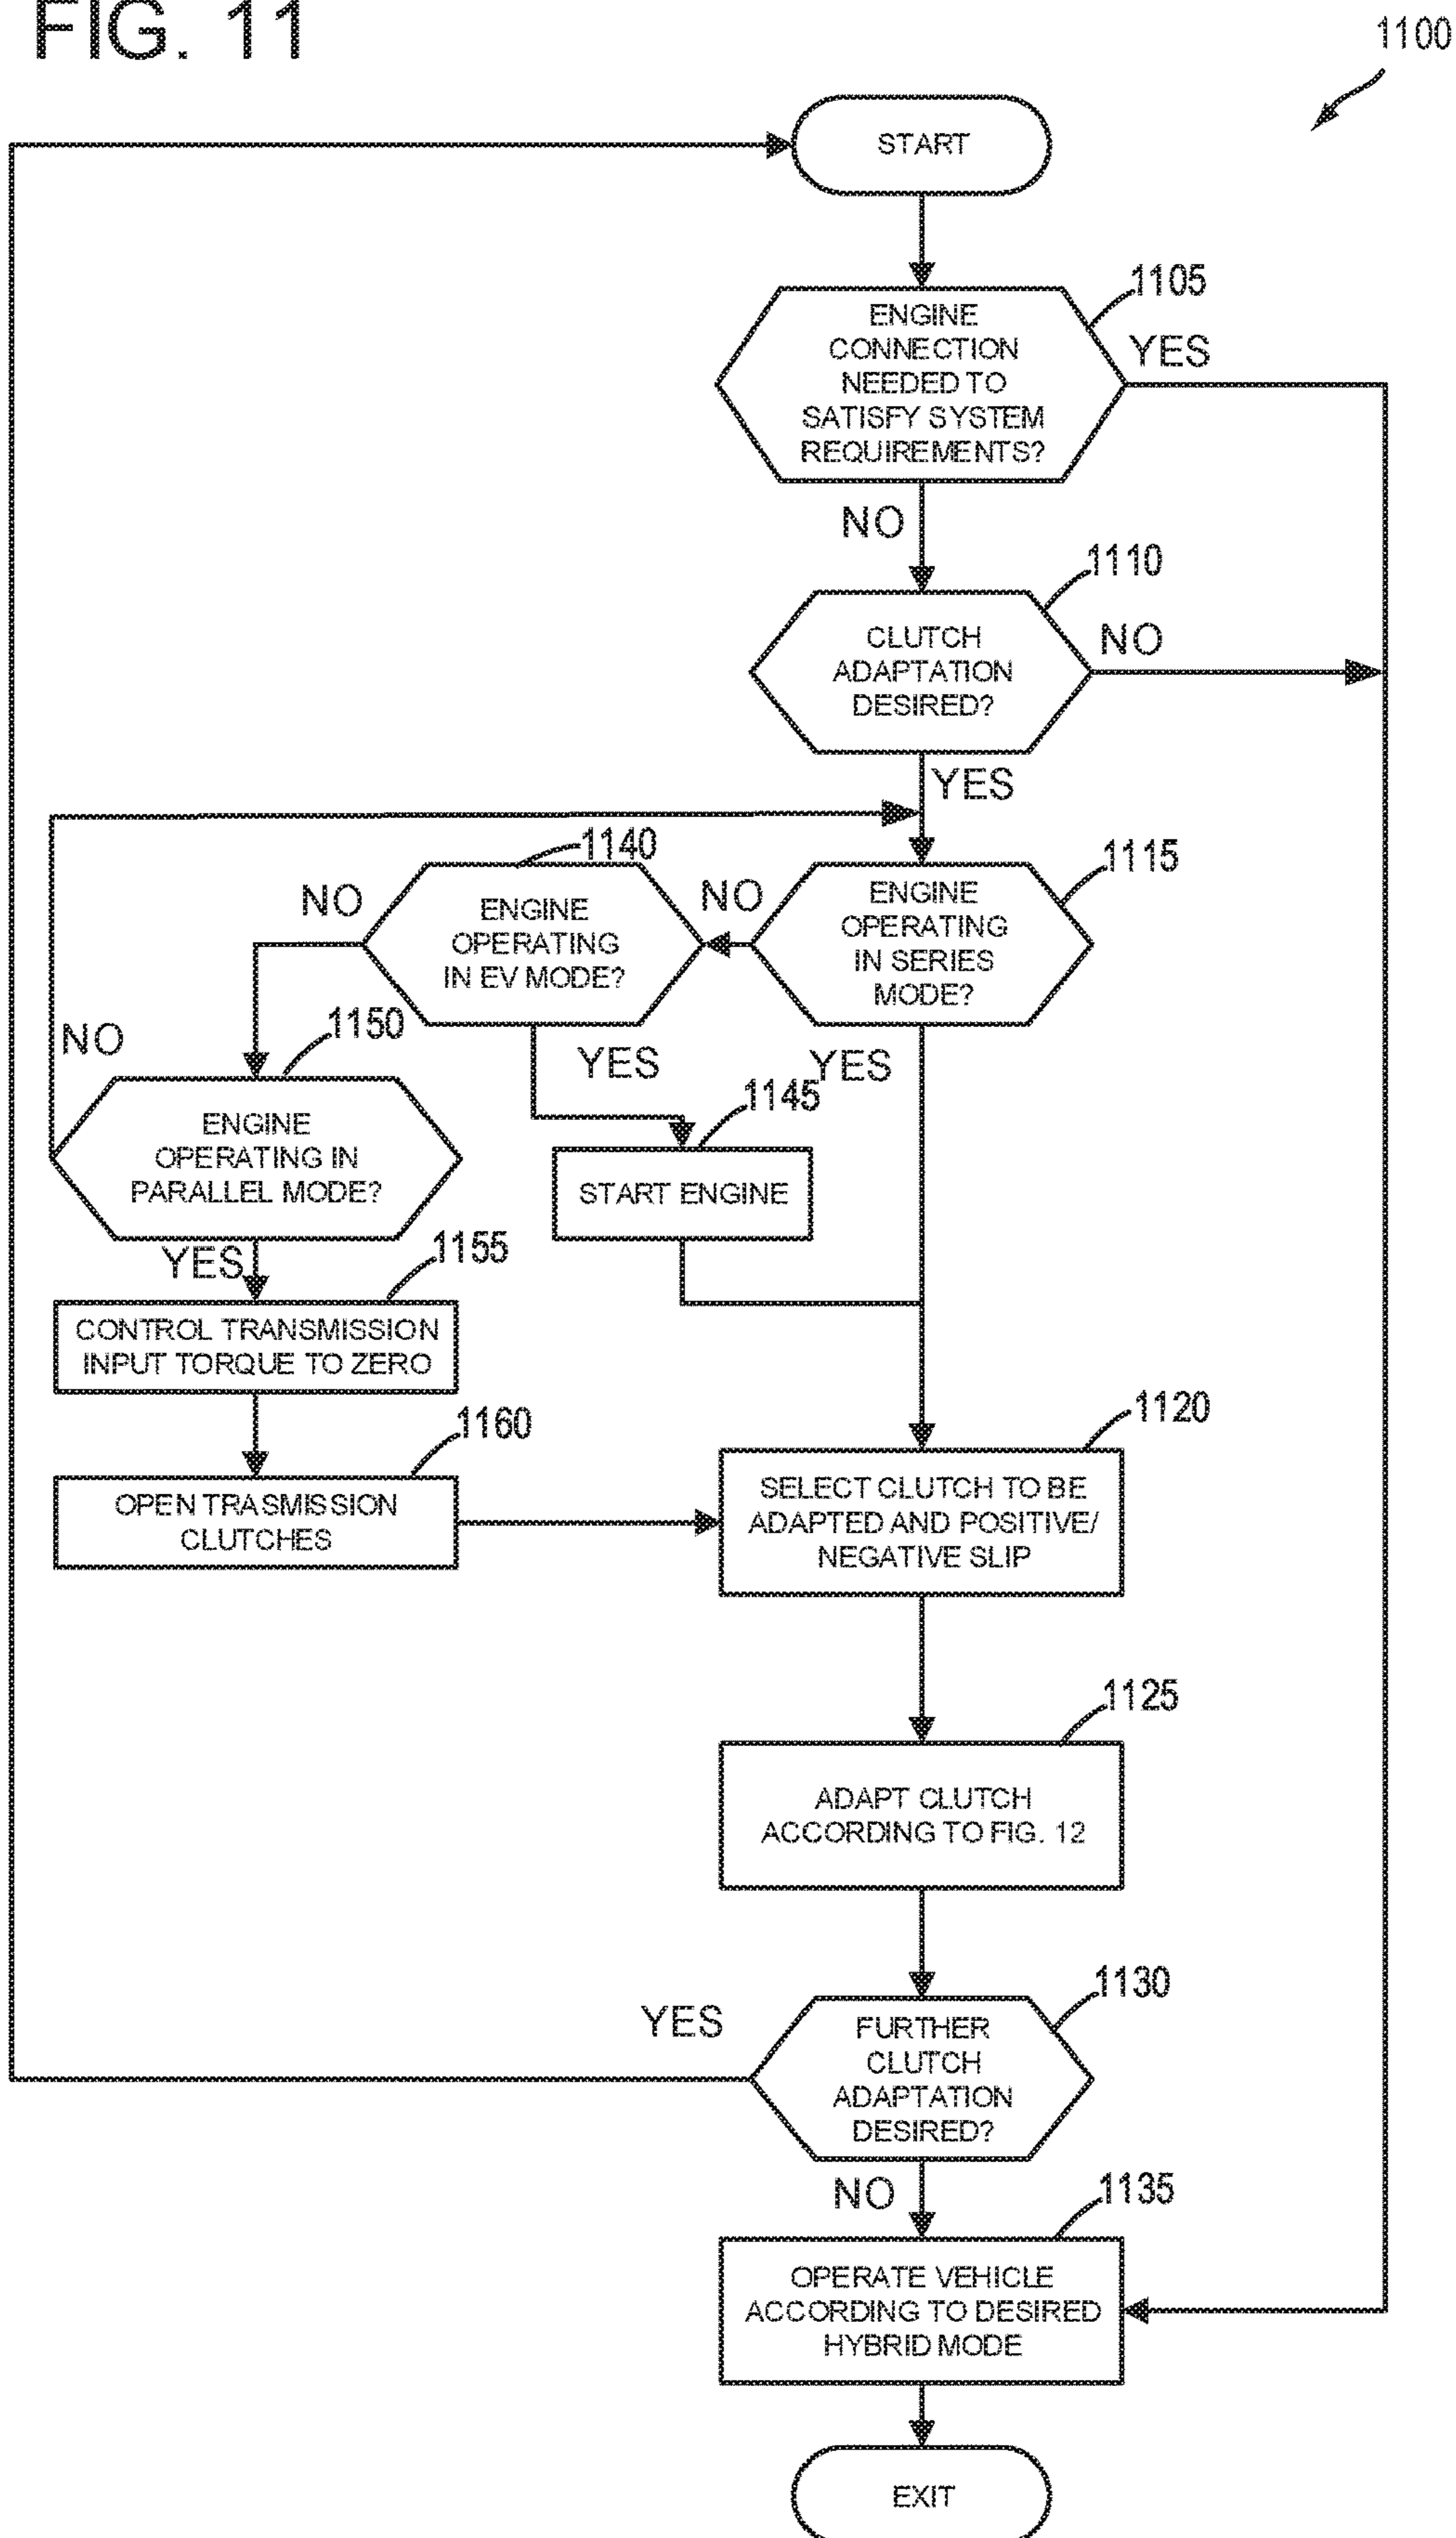 FIG. 11
1100
START
1105
ENGINE
CONNECTION
NEEDED TO
SATISFY SYSTEM
REQUIREMENTS?
YES
NO
1110
CLUTCH
ADAPTATION
DESIRED?
NO
YES
1115
ENGINE
OPERATING
IN SERIES
MODE?
NO
YES
1140
ENGINE
OPERATING
IN EV MODE?
NO
YES
1145
START ENGINE
1150
ENGINE
OPERATING IN
PARALLEL MODE?
NO
YES
1155
CONTROL TRANSMISSION
INPUT TORQUE TO ZERO
1160
OPEN TRASMISSION
CLUTCHES
1120
SELECT CLUTCH TO BE
ADAPTED AND POSITIVE/
NEGATIVE SLIP
1125
ADAPT CLUTCH
ACCORDING TO FIG. 12
1130
FURTHER
CLUTCH
ADAPTATION
DESIRED?
YES
NO
1135
OPERATE VEHICLE
ACCORDING TO DESIRED
HYBRID MODE
EXIT